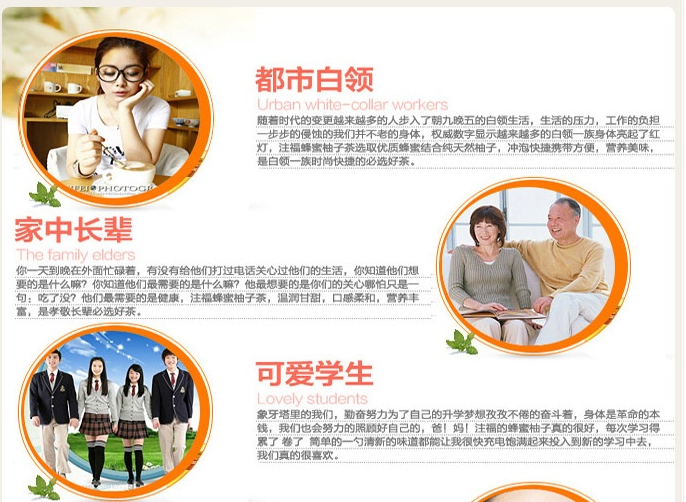 都市白领
Urban white-collar workers
随着时代的变更越来越多的人步入了朝九晚五的白领生活，生活的压力，工作的负担
一步步的侵蚀的我们并不老的身体，权威数字显示越来越多的白领一族身体亮起了红
灯，注福蜂蜜柚子茶选取优质蜂蜜结合纯天然柚子，冲泡快捷携带方便，营养美味，
是白领一族时尚快捷的必选好茶。
PHOTOGR
家中长辈
The family elders
你一天到晚在外面忙碌着，有没有给他们打过电话关心过他们的生活，你知道他们想
要的是什么嘛？你知道他们最需要的是什么嘛？他最想要的是你们的关心哪怕只是一
句：吃了没？他们最需要的是健康，注福蜂蜜柚子茶，温润甘甜，口感柔和，营养丰
富，是孝敬长辈必选好茶。
可爱学生
Lovely students
象牙塔里的我们，勤奋努力为了自己的升学梦想孜孜不倦的奋斗着，身体是革命的本
钱，我们也会努力的照顾好自己的，爸！妈！注福的蜂蜜柚子真的很好，每次学习得
累了 卷了 简单的一勺清新的味道都能让我很快充电饱满起来投入到新的学习中去，
我们真的很喜欢。